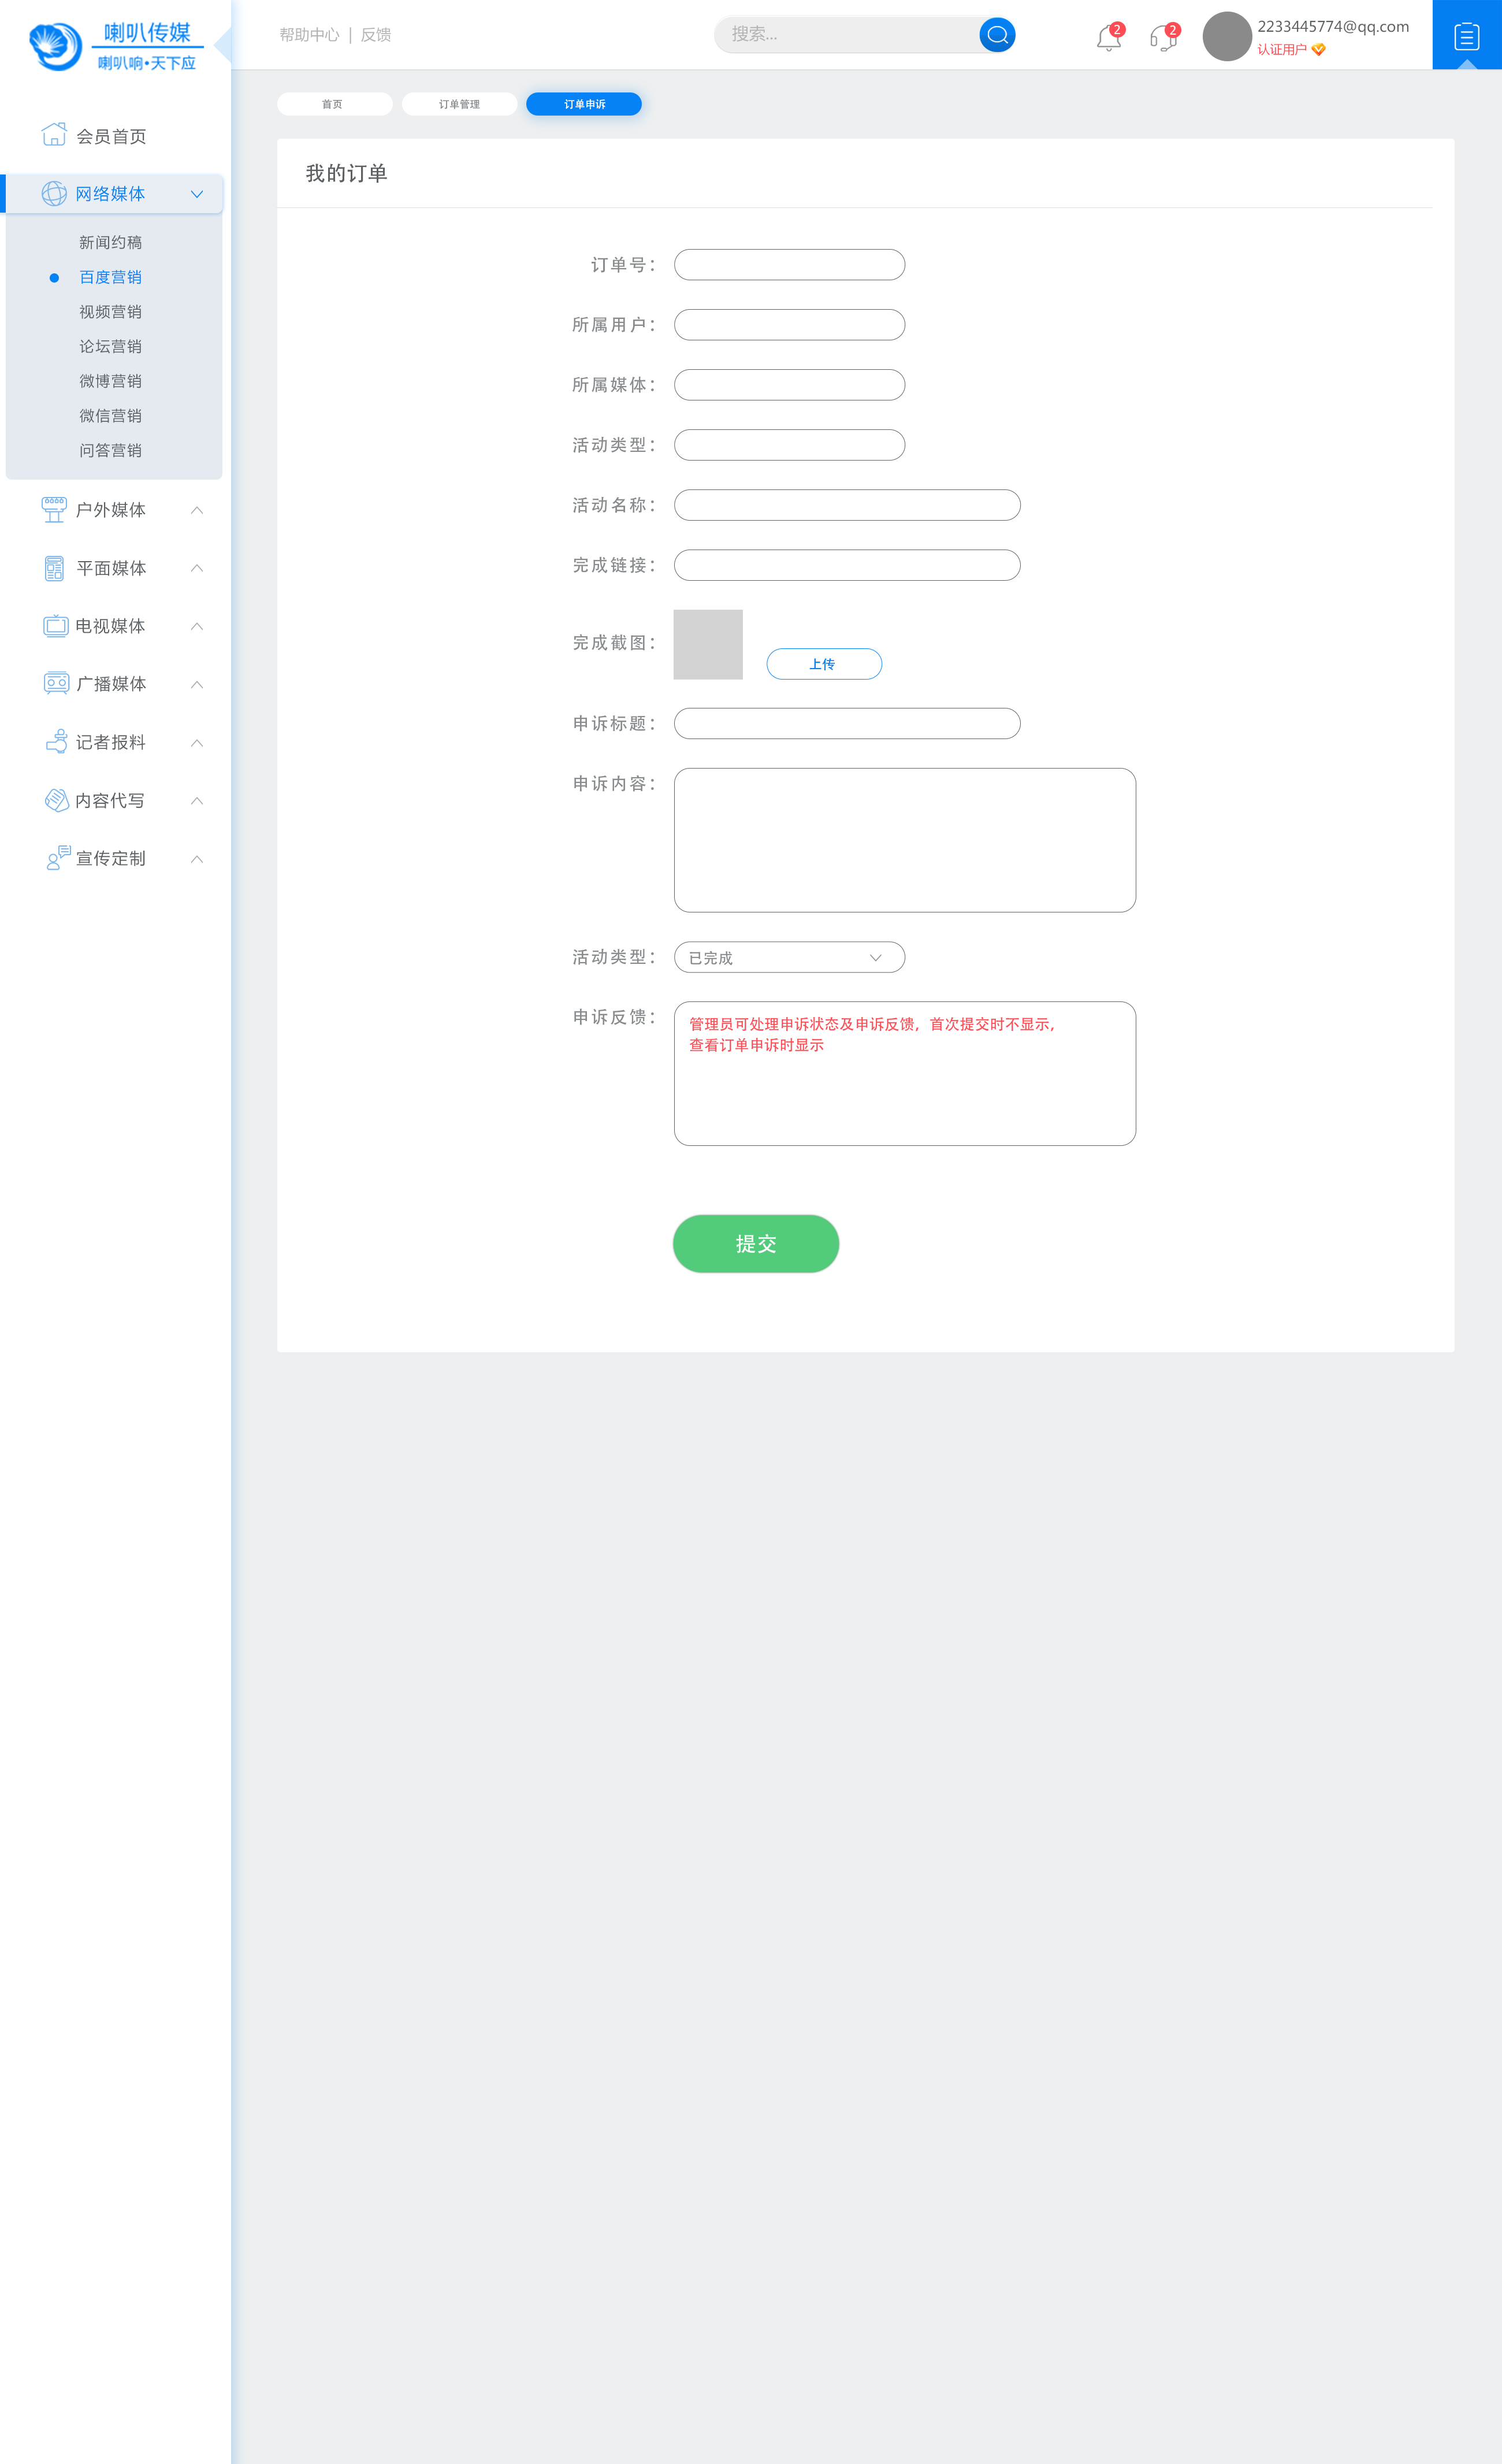 喇叭传媒
喇叭响•天下应
帮助中心 | 反馈
搜索...
2
2
2233445774@qq.com
认证用户
首页
订单管理
订单申诉
会员首页
网络媒体
新闻约稿
百度营销
视频营销
论坛营销
微博营销
微信营销
问答营销
户外媒体
平面媒体
电视媒体
广播媒体
记者报料
内容代写
宣传定制
我的订单
订单号：
所属用户：
所属媒体：
活动类型：
活动名称：
完成链接：
完成截图：
上传
申诉标题：
申诉内容：
活动类型：
已完成
申诉反馈：
管理员可处理申诉状态及申诉反馈，首次提交时不显示，
查看订单申诉时显示
提交